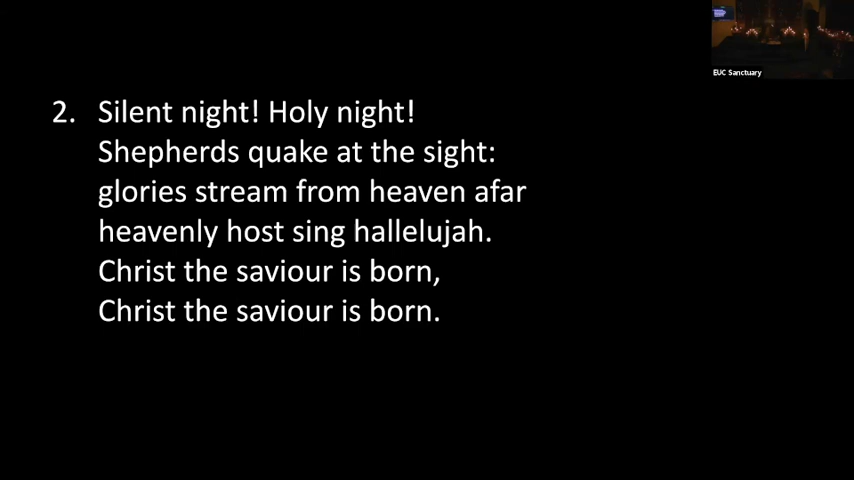 EUC Sanctuary
2. Silent night! Holy night!
Shepherds quake at the sight:
glories stream from heaven afar
heavenly host sing hallelujah.
Christ the saviour is born,
Christ the saviour is born.